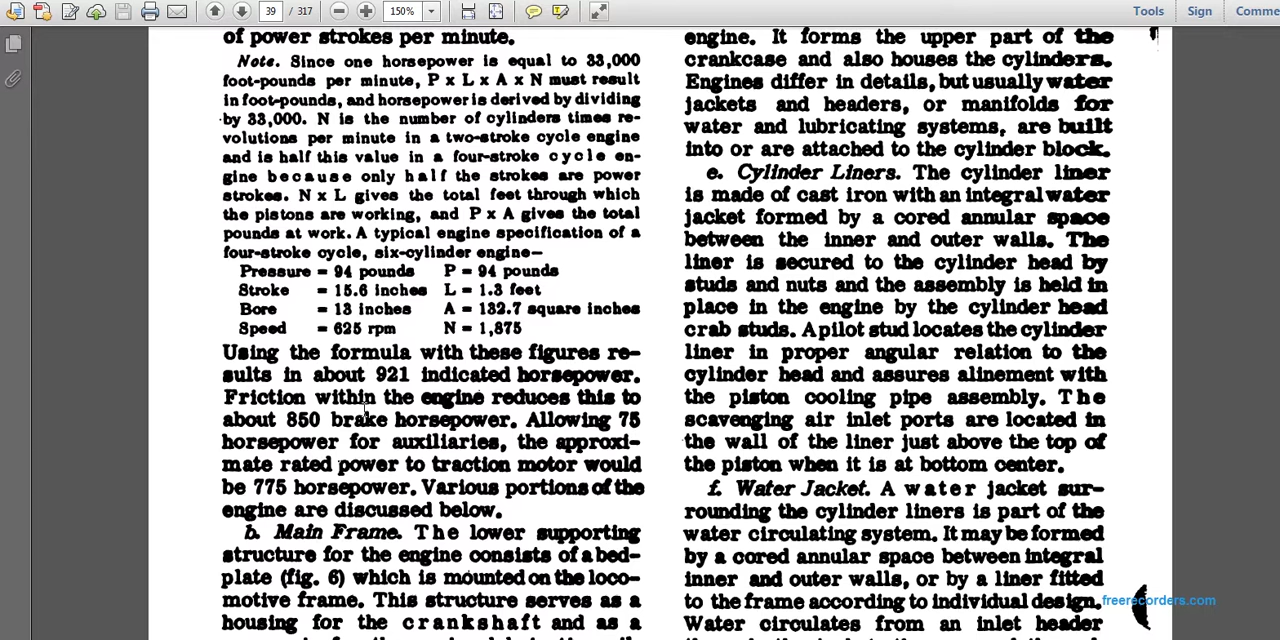 39 / 317
150%
Tools
Sign
Comme
of power strokes per minute.
Note. Since one horsepower is equal to 33,000
foot-pounds per minute, P x L x A x N must result
in foot-pounds, and horsepower is derived by dividing
by 33,000. N is the number of cylinders times re-
volutions per minute in a two-stroke cycle engine
and is half this value in a four-stroke cycle en-
gine because only half the strokes are power
strokes. N x L gives the total feet through which
the pistons are working, and P x A gives the total
pounds at work. A typical engine specification of a
four-stroke cycle, six-cylinder engine—
Pressure = 94 pounds P = 94 pounds
Stroke = 15.6 inches L = 1.3 feet
Bore = 13 inches A = 132.7 square inches
Speed = 625 rpm N = 1,875
Using the formula with these figures re-
sults in about 921 indicated horsepower.
Friction within the engine reduces this to
about 850 brake horsepower. Allowing 75
horsepower for auxiliaries, the approxi-
mate rated power to traction motor would
be 775 horsepower. Various portions of the
engine are discussed below.
b. Main Frame. The lower supporting
structure for the engine consists of a bed-
plate (fig. 6) which is mounted on the loco-
motive frame. This structure serves as a
housing for the crankshaft and as a
engine. It forms the upper part of the
crankcase and also houses the cylinders.
Engines differ in details, but usually water
jackets and headers, or manifolds for
water and lubricating systems, are built
into or are attached to the cylinder block.
e. Cylinder Liners. The cylinder liner
is made of cast iron with an integral water
jacket formed by a cored annular space
between the inner and outer walls. The
liner is secured to the cylinder head by
studs and nuts and the assembly is held in
place in the engine by the cylinder head
crab studs. A pilot stud locates the cylinder
liner in proper angular relation to the
cylinder head and assures alinement with
the piston cooling pipe assembly. The
scavenging air inlet ports are located in
the wall of the liner just above the top of
the piston when it is at bottom center.
f. Water Jacket. A water jacket sur-
rounding the cylinder liners is part of the
water circulating system. It may be formed
by a cored annular space between integral
inner and outer walls, or by a liner fitted
to the frame according to individual design.
Water circulates from an inlet header
freerecorders.com